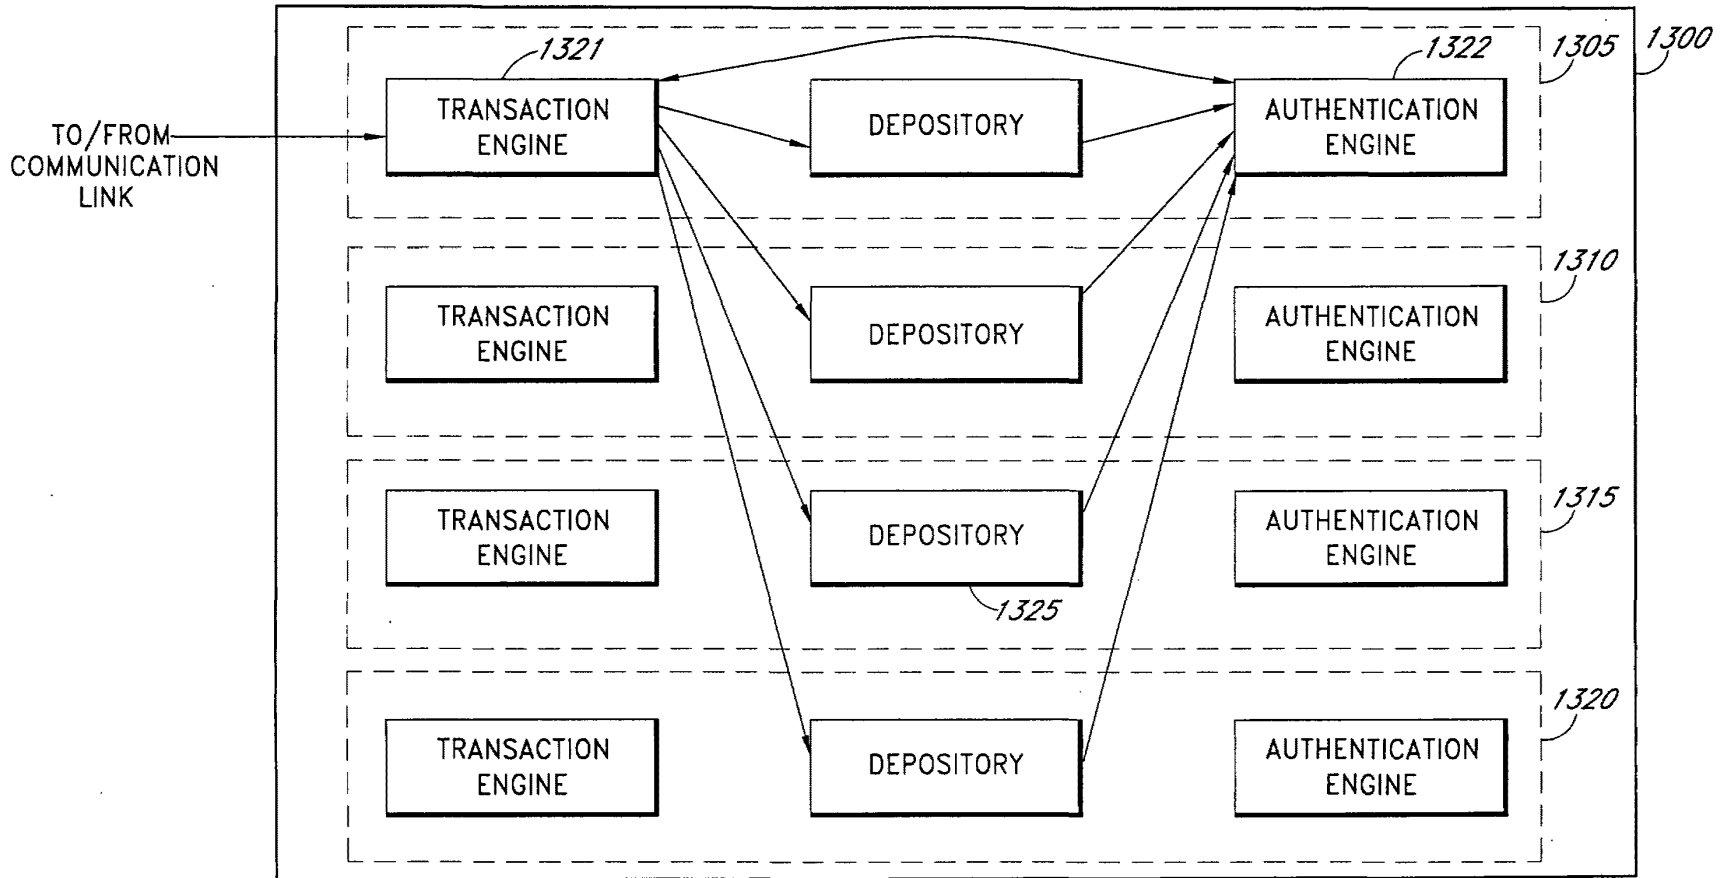 1321
1322
1305
1300
TO/FROM
COMMUNICATION
LINK
TRANSACTION
ENGINE
DEPOSITORY
AUTHENTICATION
ENGINE
1310
TRANSACTION
ENGINE
DEPOSITORY
AUTHENTICATION
ENGINE
1315
TRANSACTION
ENGINE
DEPOSITORY
AUTHENTICATION
ENGINE
1325
1320
TRANSACTION
ENGINE
DEPOSITORY
AUTHENTICATION
ENGINE